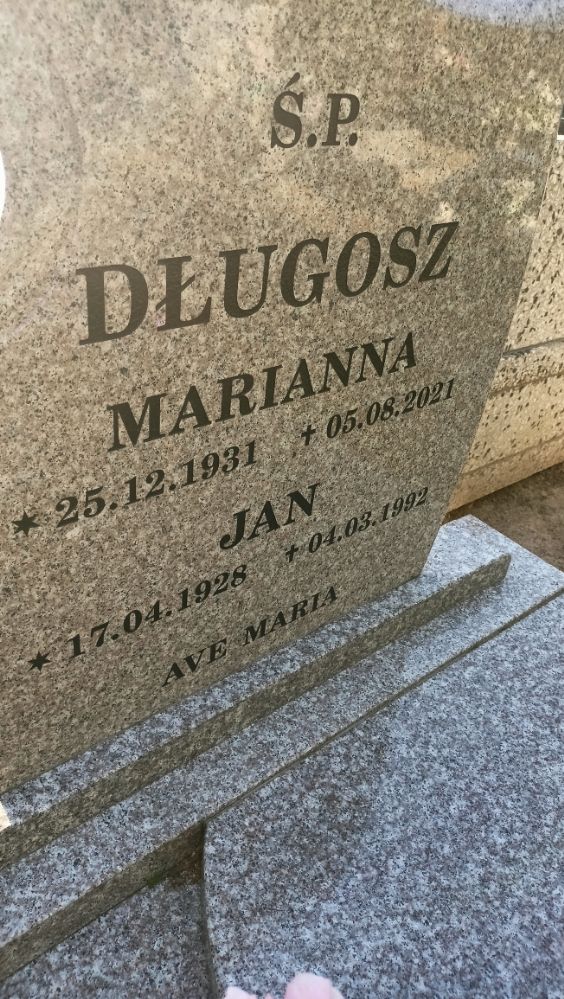 Ś.P.
DŁUGOSZ
MARIANNA
★ 25.12.1931 ✝ 05.08.2021
JAN
★ 17.04.1928 ✝ 04.03.1992
AVE MARIA